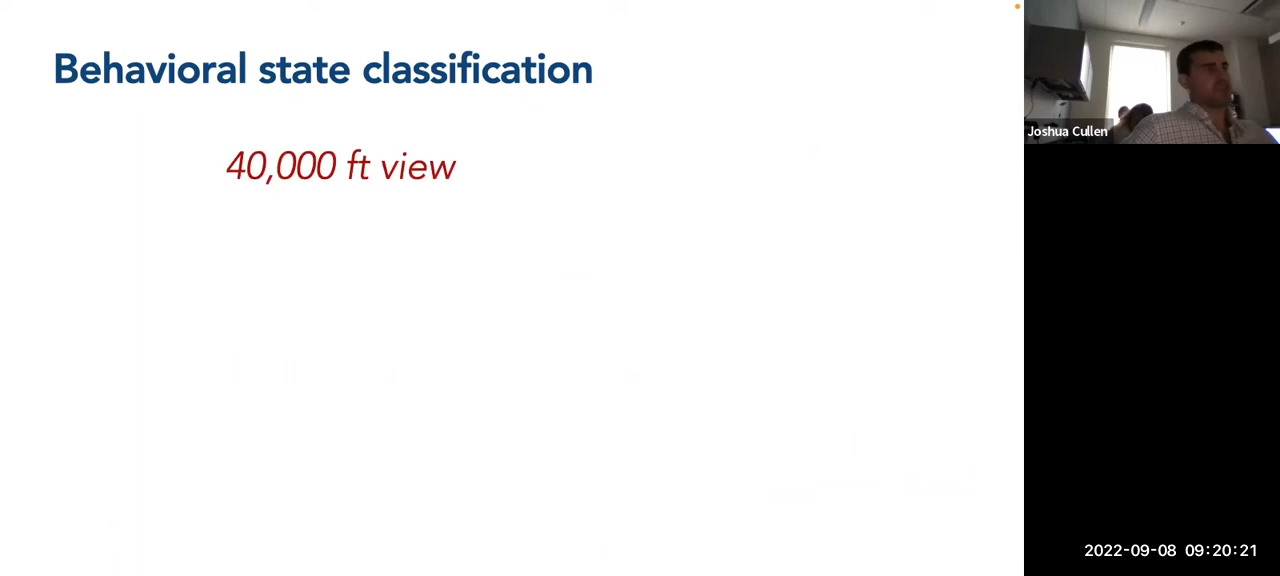 Behavioral state classification
40,000 ft view
Joshua Cullen
2022-09-08 09:20:21